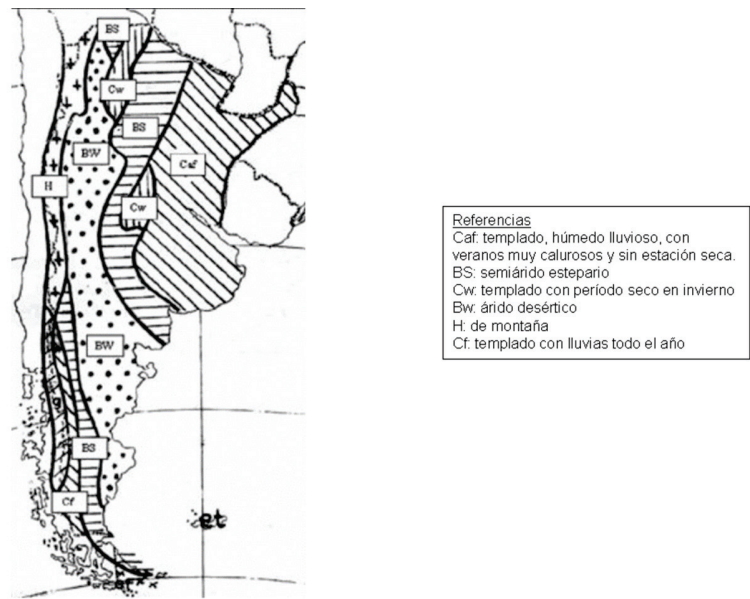 BS
Cw
BS
BW
Caf
H
Cw
BW
BS
Cf
et
Referencias
Caf: templado, húmedo lluvioso, con
veranos muy calurosos y sin estación seca.
BS: semiárido estepario
Cw: templado con período seco en invierno
Bw: árido desértico
H: de montaña
Cf: templado con lluvias todo el año